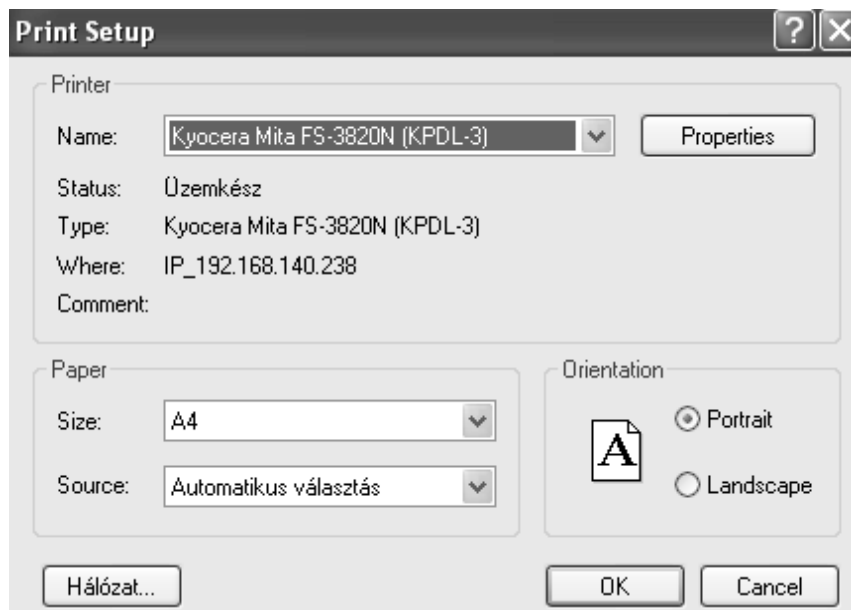 Print Setup
Printer
Name: Kyocera Mita FS-3820N (KPDL-3) Properties
Status: Üzemkész
Type: Kyocera Mita FS-3820N (KPDL-3)
Where: IP_192.168.140.238
Comment:
Paper
Size: A4
Source: Automatikus választás
Orientation
A
Portrait
Landscape
Hálózat... OK Cancel